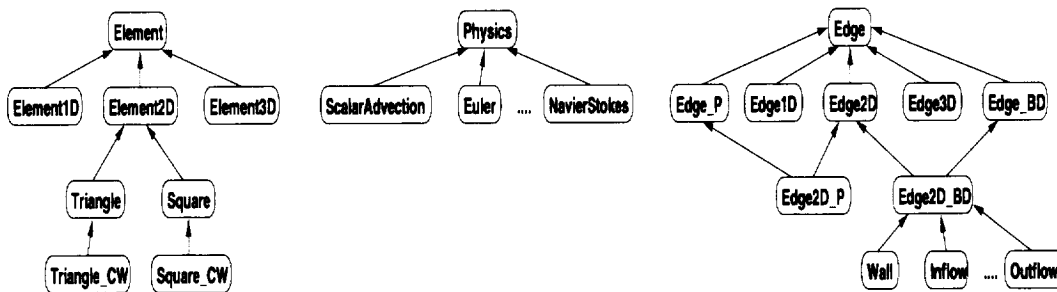 Element
Physics
Edge
Element1D
Element2D
Element3D
ScalarAdvection
Euler
....
NavierStokes
Edge_P
Edge1D
Edge2D
Edge3D
Edge_BD
Triangle
Square
Edge2D_P
Edge2D_BD
Triangle_CW
Square_CW
Wall
Inflow
....
Outflow